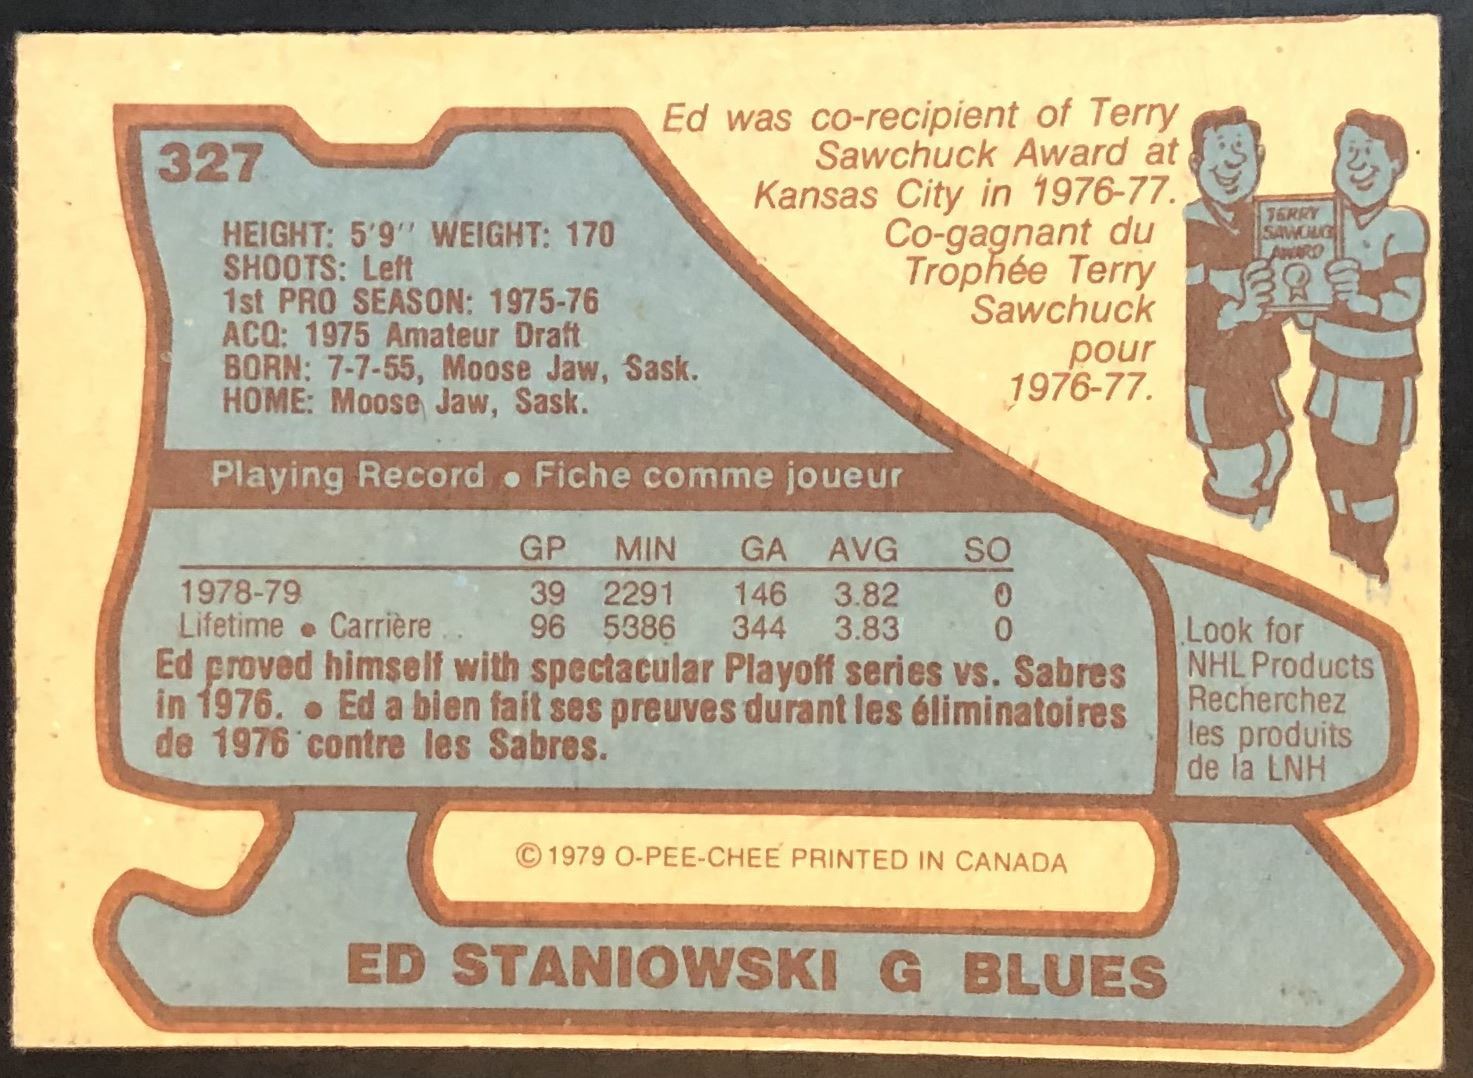 327
Ed was co-recipient of Terry
Sawchuck Award at
Kansas City in 1976-77.
Co-gagnant du
Trophée Terry
Sawchuck
pour
1976-77.
TERRY
SAWCHUCK
AWARD
HEIGHT: 5'9" WEIGHT: 170
SHOOTS: Left
1st PRO SEASON: 1975-76
ACQ: 1975 Amateur Draft
BORN: 7-7-55, Moose Jaw, Sask.
HOME: Moose Jaw, Sask.
Playing Record • Fiche comme joueur
GP MIN GA AVG SO
1978-79 39 2291 146 3.82 0
Lifetime • Carrière 96 5386 344 3.83 0
Ed proved himself with spectacular Playoff series vs. Sabres
in 1976. • Ed a bien fait ses preuves durant les éliminatoires
de 1976 contre les Sabres.
Look for
NHL Products
Recherchez
les produits
de la LNH
© 1979 O-PEE-CHEE PRINTED IN CANADA
ED STANIOWSKI G BLUES